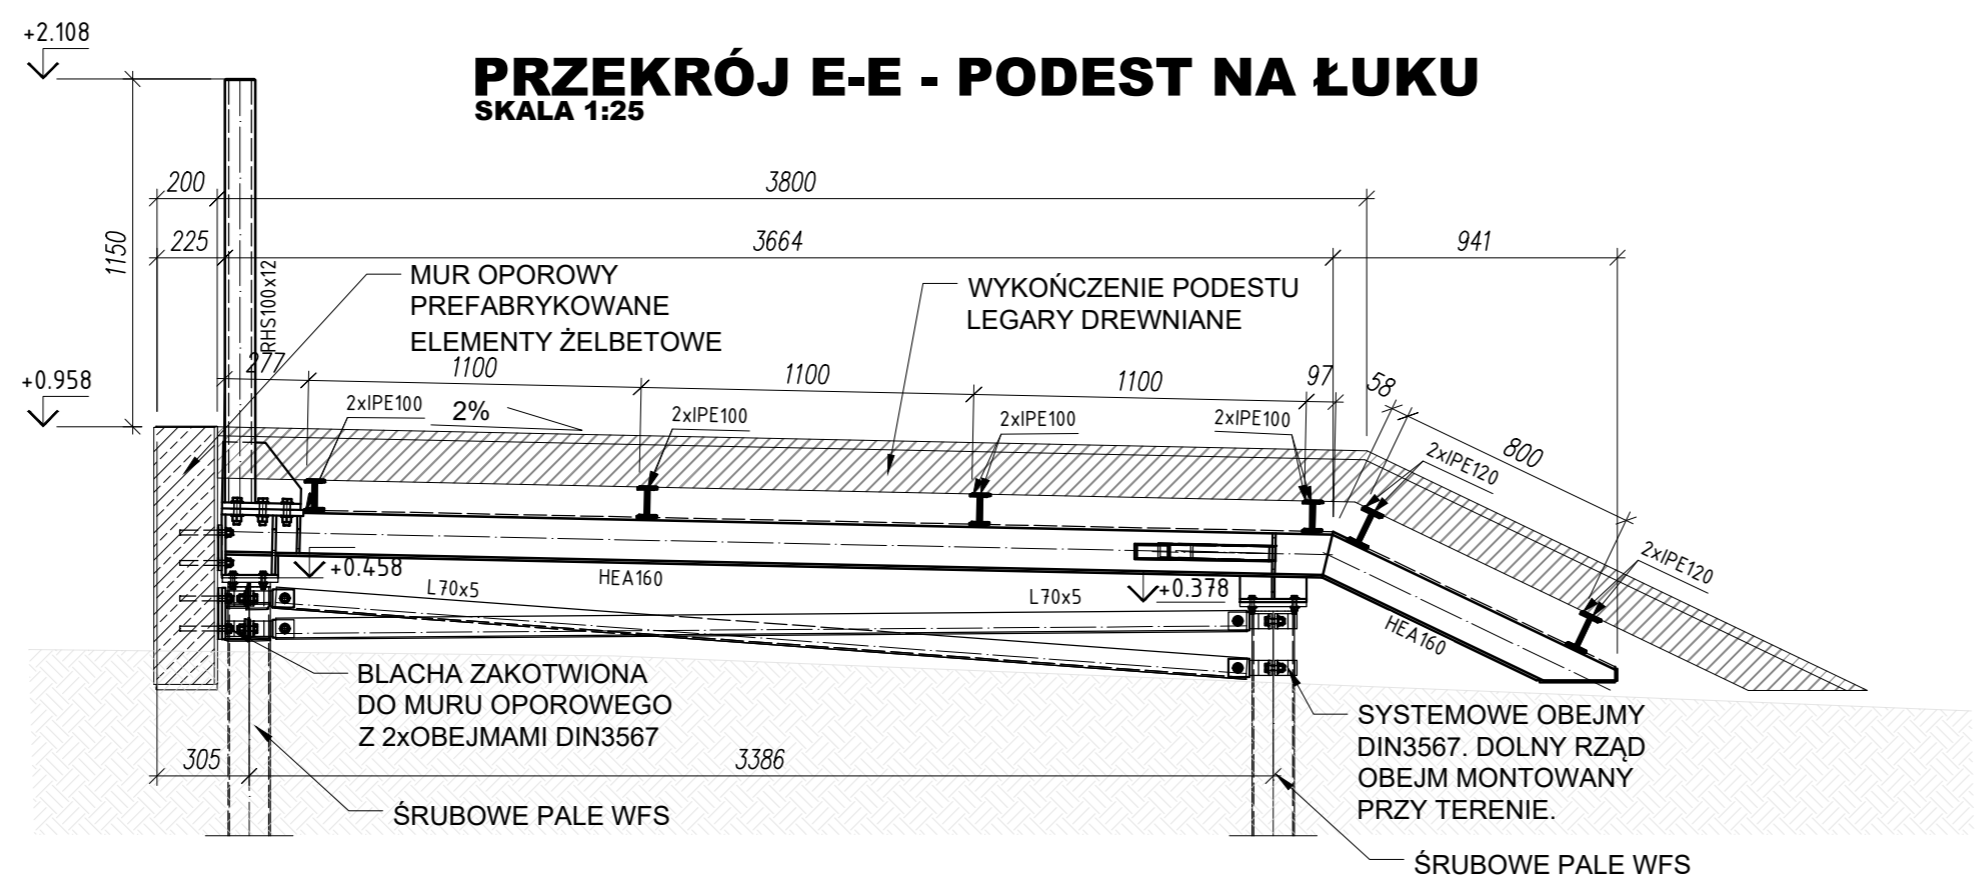 +2.108
PRZEKRÓJ E-E - PODEST NA ŁUKU
SKALA 1:25
200
3800
1150
225
3664
941
RHS100x12
MUR OPOROWY
PREFABRYKOWANE
ELEMENTY ŻELBETOWE
WYKOŃCZENIE PODESTU
LEGARY DREWNIANE
277
1100
1100
1100
97
58
800
+0.958
2xIPE100
2%
2xIPE100
2xIPE100
2xIPE100
2xIPE120
2xIPE120
+0.458
HEA160
L70x5
L70x5
+0.378
HEA160
BLACHA ZAKOTWIONA
DO MURU OPOROWEGO
Z 2xOBEJMAMI DIN3567
SYSTEMOWE OBEJMY
DIN3567. DOLNY RZĄD
OBEJM MONTOWANY
PRZY TERENIE.
305
3386
ŚRUBOWE PALE WFS
ŚRUBOWE PALE WFS